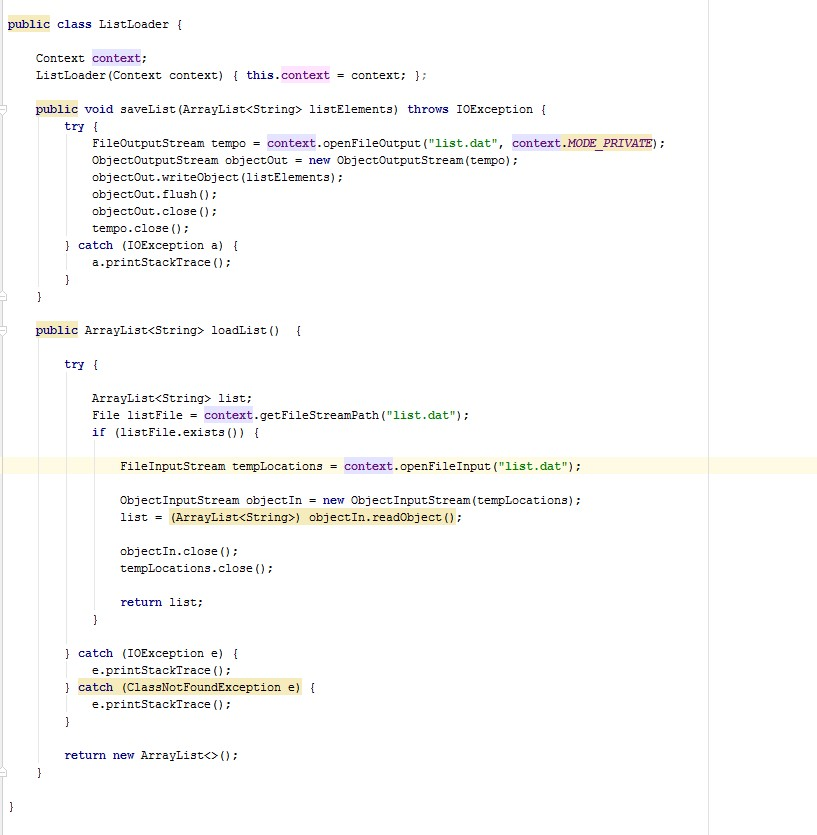 public class ListLoader {
Context context;
ListLoader(Context context) { this.context = context; };
public void saveList(ArrayList<String> listElements) throws IOException {
try {
FileOutputStream tempo = context.openFileOutput("list.dat", context.MODE_PRIVATE);
ObjectOutputStream objectOut = new ObjectOutputStream(tempo);
objectOut.writeObject(listElements);
objectOut.flush();
objectOut.close();
tempo.close();
} catch (IOException a) {
a.printStackTrace();
}
}
public ArrayList<String> loadList()  {
try {
ArrayList<String> list;
File listFile = context.getFileStreamPath("list.dat");
if (listFile.exists()) {
FileInputStream tempLocations = context.openFileInput("list.dat");
ObjectInputStream objectIn = new ObjectInputStream(tempLocations);
list = (ArrayList<String>) objectIn.readObject();
objectIn.close();
tempLocations.close();
return list;
}
} catch (IOException e) {
e.printStackTrace();
} catch (ClassNotFoundException e) {
e.printStackTrace();
}
return new ArrayList<>();
}
}